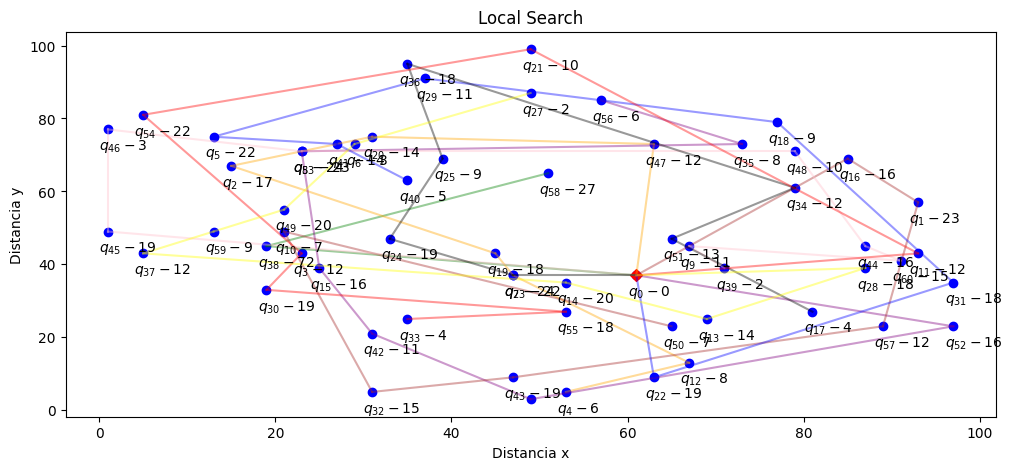 Local Search
Distancia y
100
80
60
40
20
0
q21 − 10
q36 − 18
q29 − 11
q27 − 2
q56 − 6
q54 − 22
q18 − 9
q46 − 3
q5 − 22
q28 − 14
q47 − 12
q35 − 8
q48 − 10
q2 − 17
q25 − 9
q16 − 16
q58 − 27
q40 − 5
q34 − 12
q49 − 20
q1 − 23
q45 − 19
q59 − 9
q10 − 7
q24 − 19
q51 − 13
q38 − 7
q37 − 12
q19 − 18
q9 − 11
q44 − 16
q15 − 16
q14 − 20
q0 − 0
q39 − 2
q28 − 18
q31 − 18
q30 − 19
q33 − 4
q55 − 18
q50 − 7
q13 − 14
q17 − 4
q42 − 11
q57 − 12
q52 − 16
q32 − 15
q43 − 19
q4 − 6
q12 − 8
q22 − 19
0
20
40
60
80
100
Distancia x